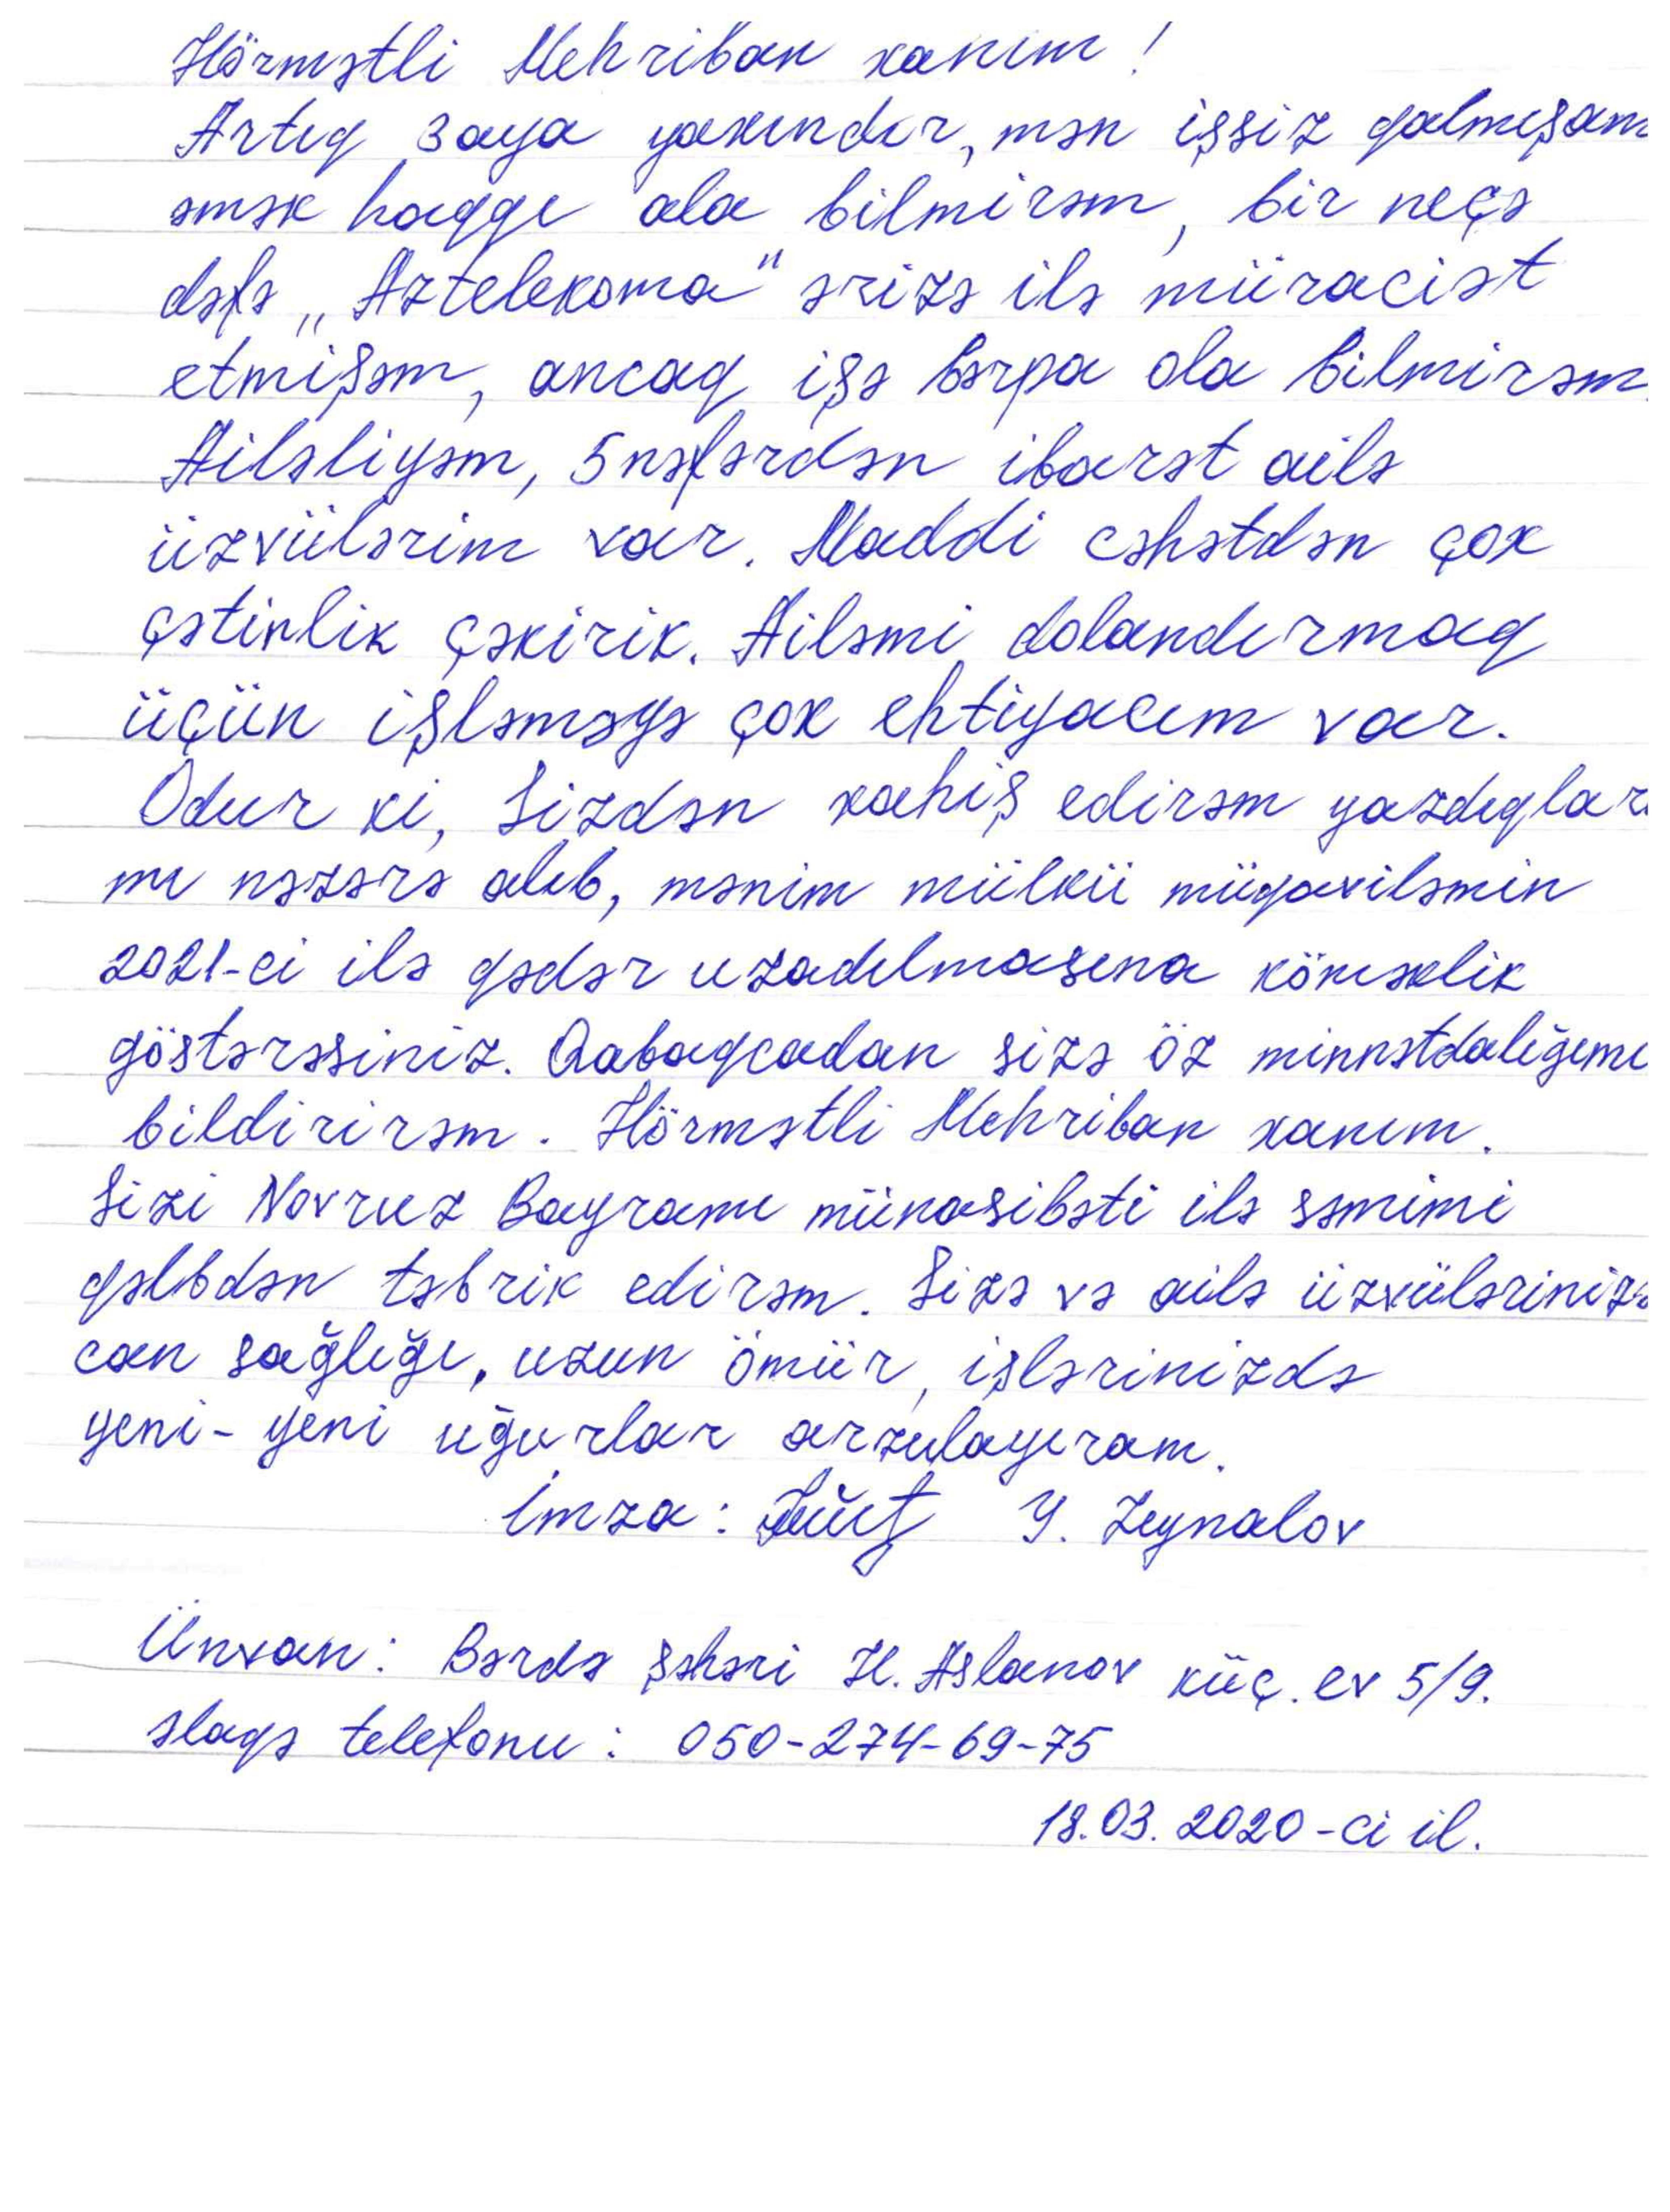 Hörmətli Mehriban xanım!
Artıq 3 aya yaxındır, mən işsiz qalmışam
əmək haqqı ala bilmirəm, bir neçə
dəfə „Aztelekoma" ərizə ilə müraciət
etmişəm, ancaq işə bərpa ola bilmirəm.
Ailəliyəm, 5 nəfərdən ibarət ailə
üzvülərim var. Maddi cəhətdən çox
çətinlik çəkirik. Ailəmi dolandırmaq
üçün işləməyə çox ehtiyacım var.
Odur ki, Sizdən xahiş edirəm yazdıqları
mı nəzərə alıb, mənim mülkü müqaviləmin
2021-ci ilə qədər uzadılmasına köməklik
göstərəsiniz. Qabaqcadan sizə öz minnətdalığımı
bildirirəm. Hörmətli Mehriban xanım.
Sizi Novruz Bayramı münasibəti ilə səmimi
qəlbdən təbrik edirəm. Sizə və ailə üzvülərinizə
can sağlığı, uzun ömür, işlərinizdə
yeni-yeni uğurlar arzulayıram.
İmza: Y. Zeynalov
Ünvan: Bərdə şəhəri H. Aslanov küç. ev 5/9.
əlaqə telefonu: 050-274-69-75
18.03.2020-ci il.